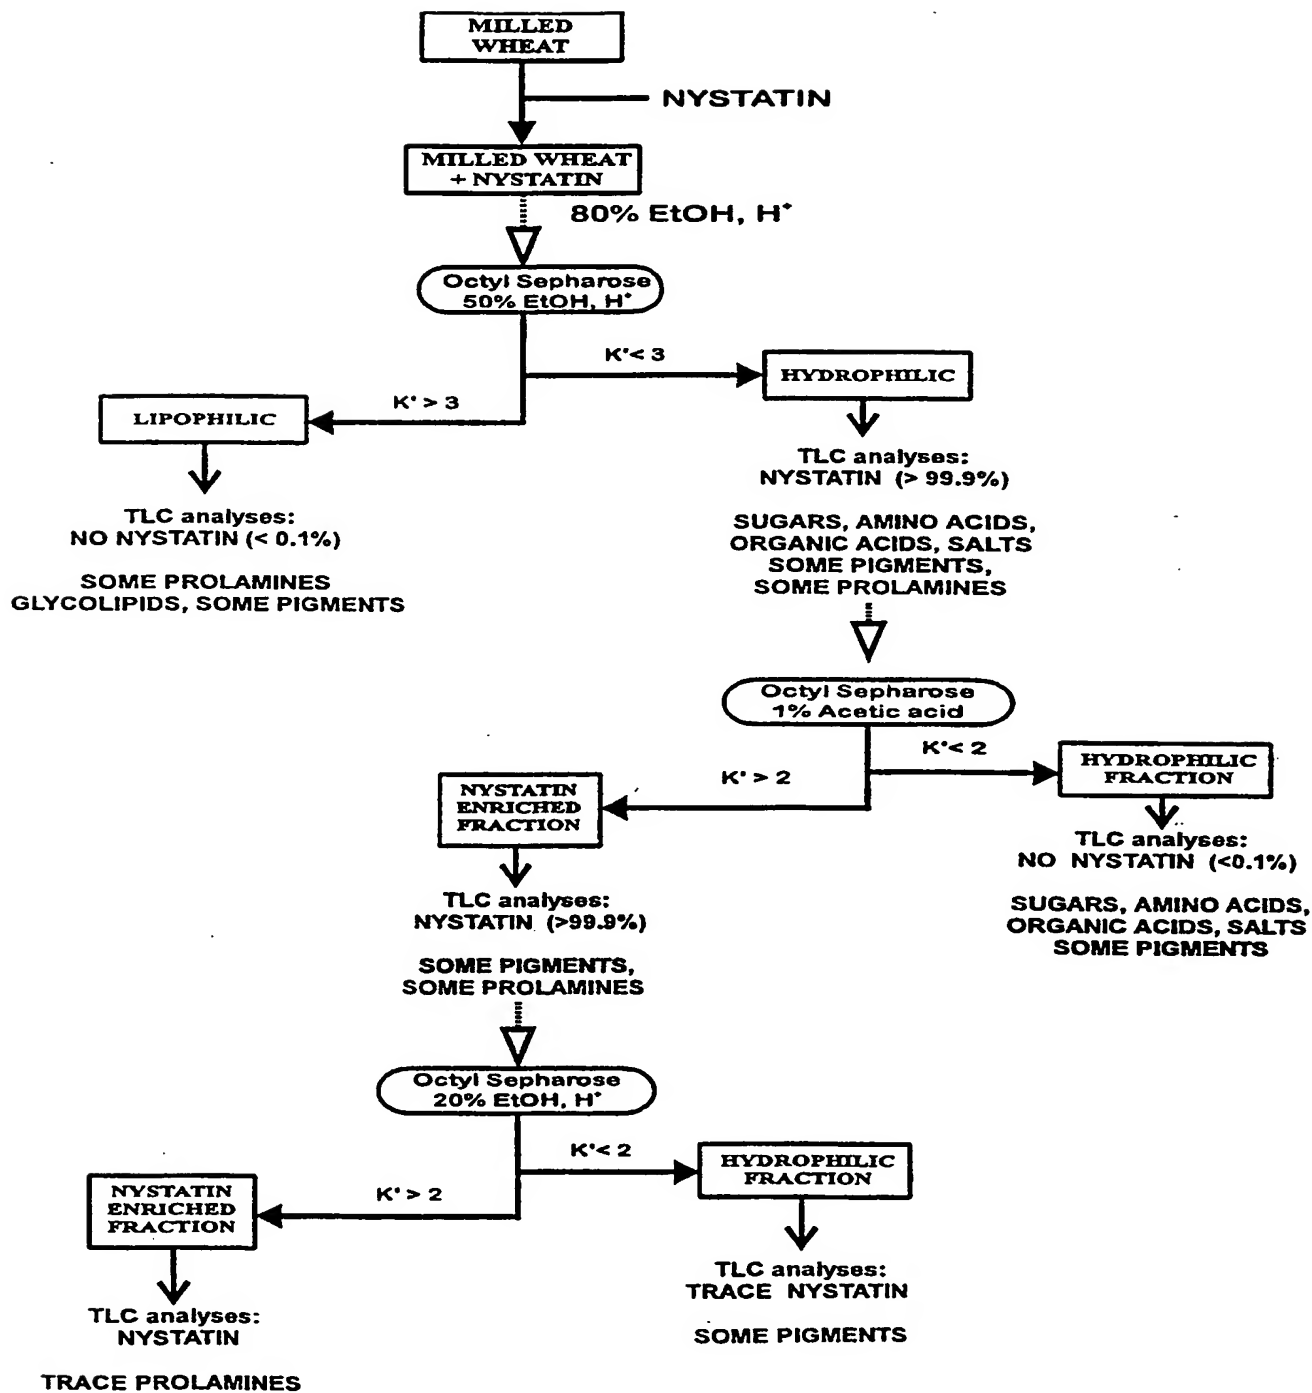 MILLED
WHEAT
NYSTATIN
MILLED WHEAT
+ NYSTATIN
80% EtOH, H⁺
Octyl Sepharose
50% EtOH, H⁺
K'< 3
HYDROPHILIC
K' > 3
LIPOPHILIC
TLC analyses:
NYSTATIN (> 99.9%)
SUGARS, AMINO ACIDS,
ORGANIC ACIDS, SALTS
SOME PIGMENTS,
SOME PROLAMINES
TLC analyses:
NO NYSTATIN (< 0.1%)
SOME PROLAMINES
GLYCOLIPIDS, SOME PIGMENTS
Octyl Sepharose
1% Acetic acid
K'< 2
HYDROPHILIC
FRACTION
K' > 2
NYSTATIN
ENRICHED
FRACTION
TLC analyses:
NO NYSTATIN (<0.1%)
SUGARS, AMINO ACIDS,
ORGANIC ACIDS, SALTS
SOME PIGMENTS
TLC analyses:
NYSTATIN (>99.9%)
SOME PIGMENTS,
SOME PROLAMINES
Octyl Sepharose
20% EtOH, H⁺
K'< 2
HYDROPHILIC
FRACTION
K' > 2
NYSTATIN
ENRICHED
FRACTION
TLC analyses:
TRACE NYSTATIN
SOME PIGMENTS
TLC analyses:
NYSTATIN
TRACE PROLAMINES